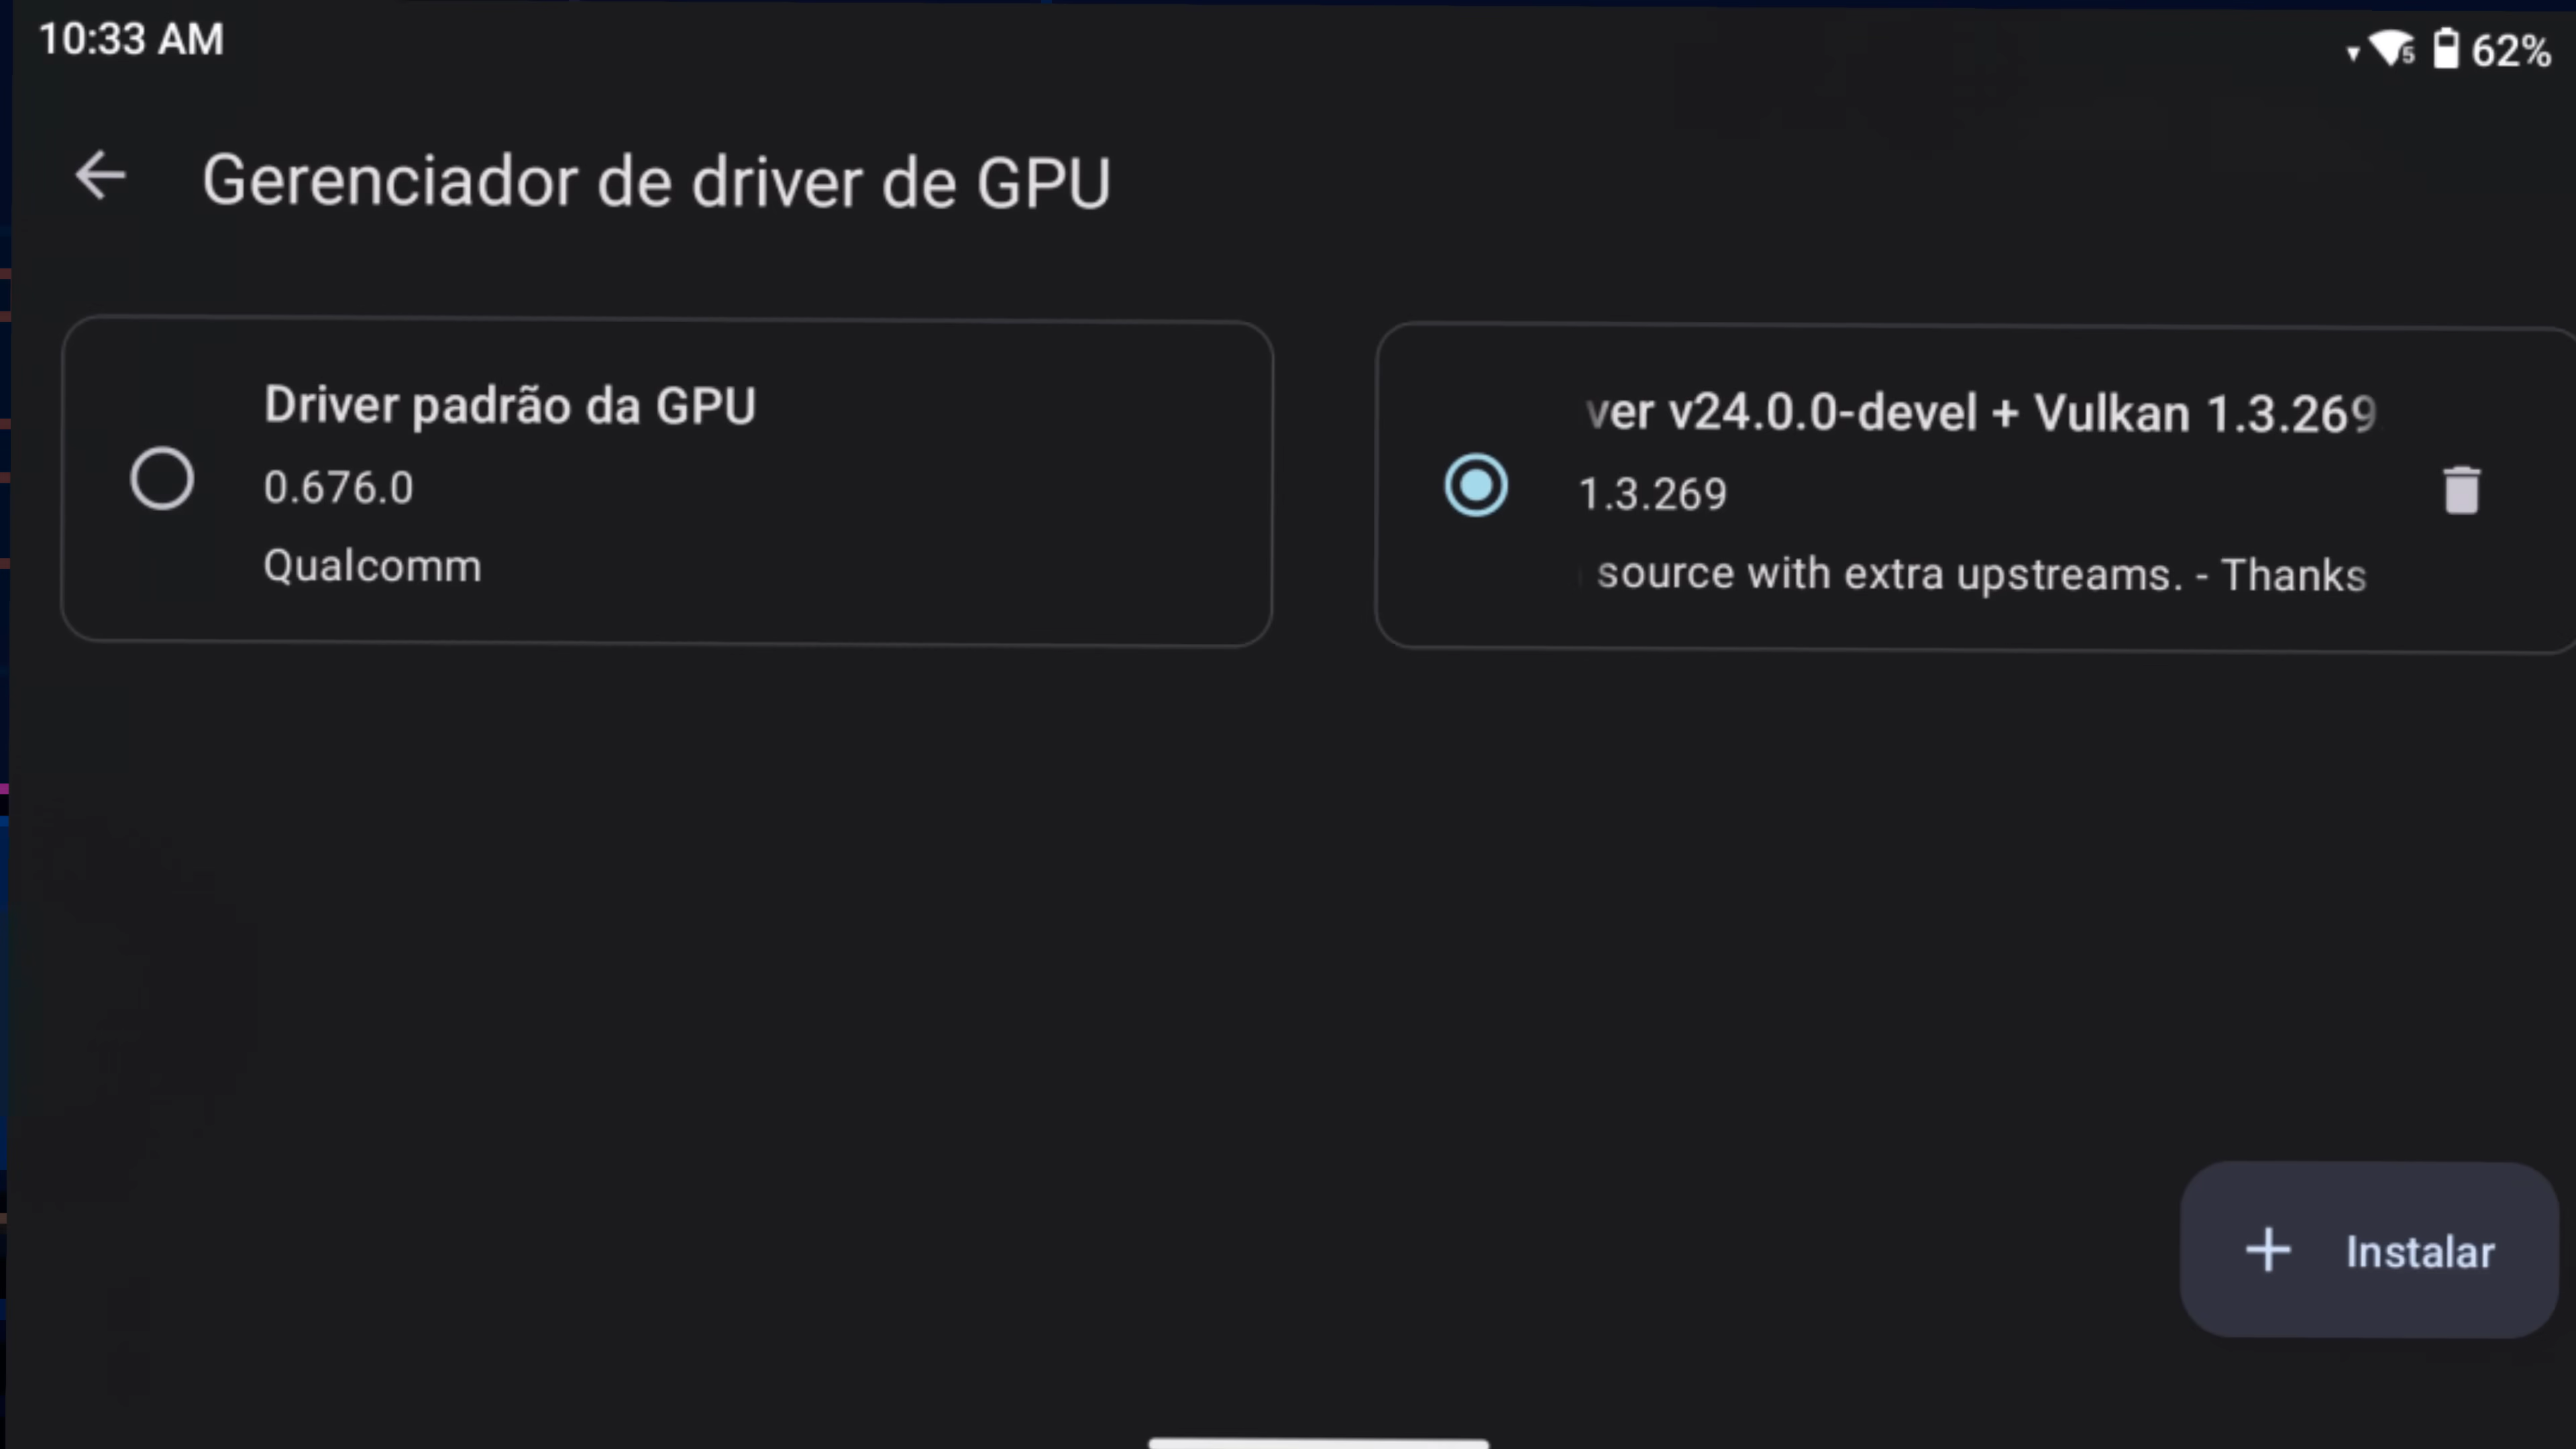 10:33 AM
5 62%
Gerenciador de driver de GPU
Driver padrão da GPU
0.676.0
Qualcomm
ver v24.0.0-devel + Vulkan 1.3.269
1.3.269
source with extra upstreams. - Thanks
Instalar